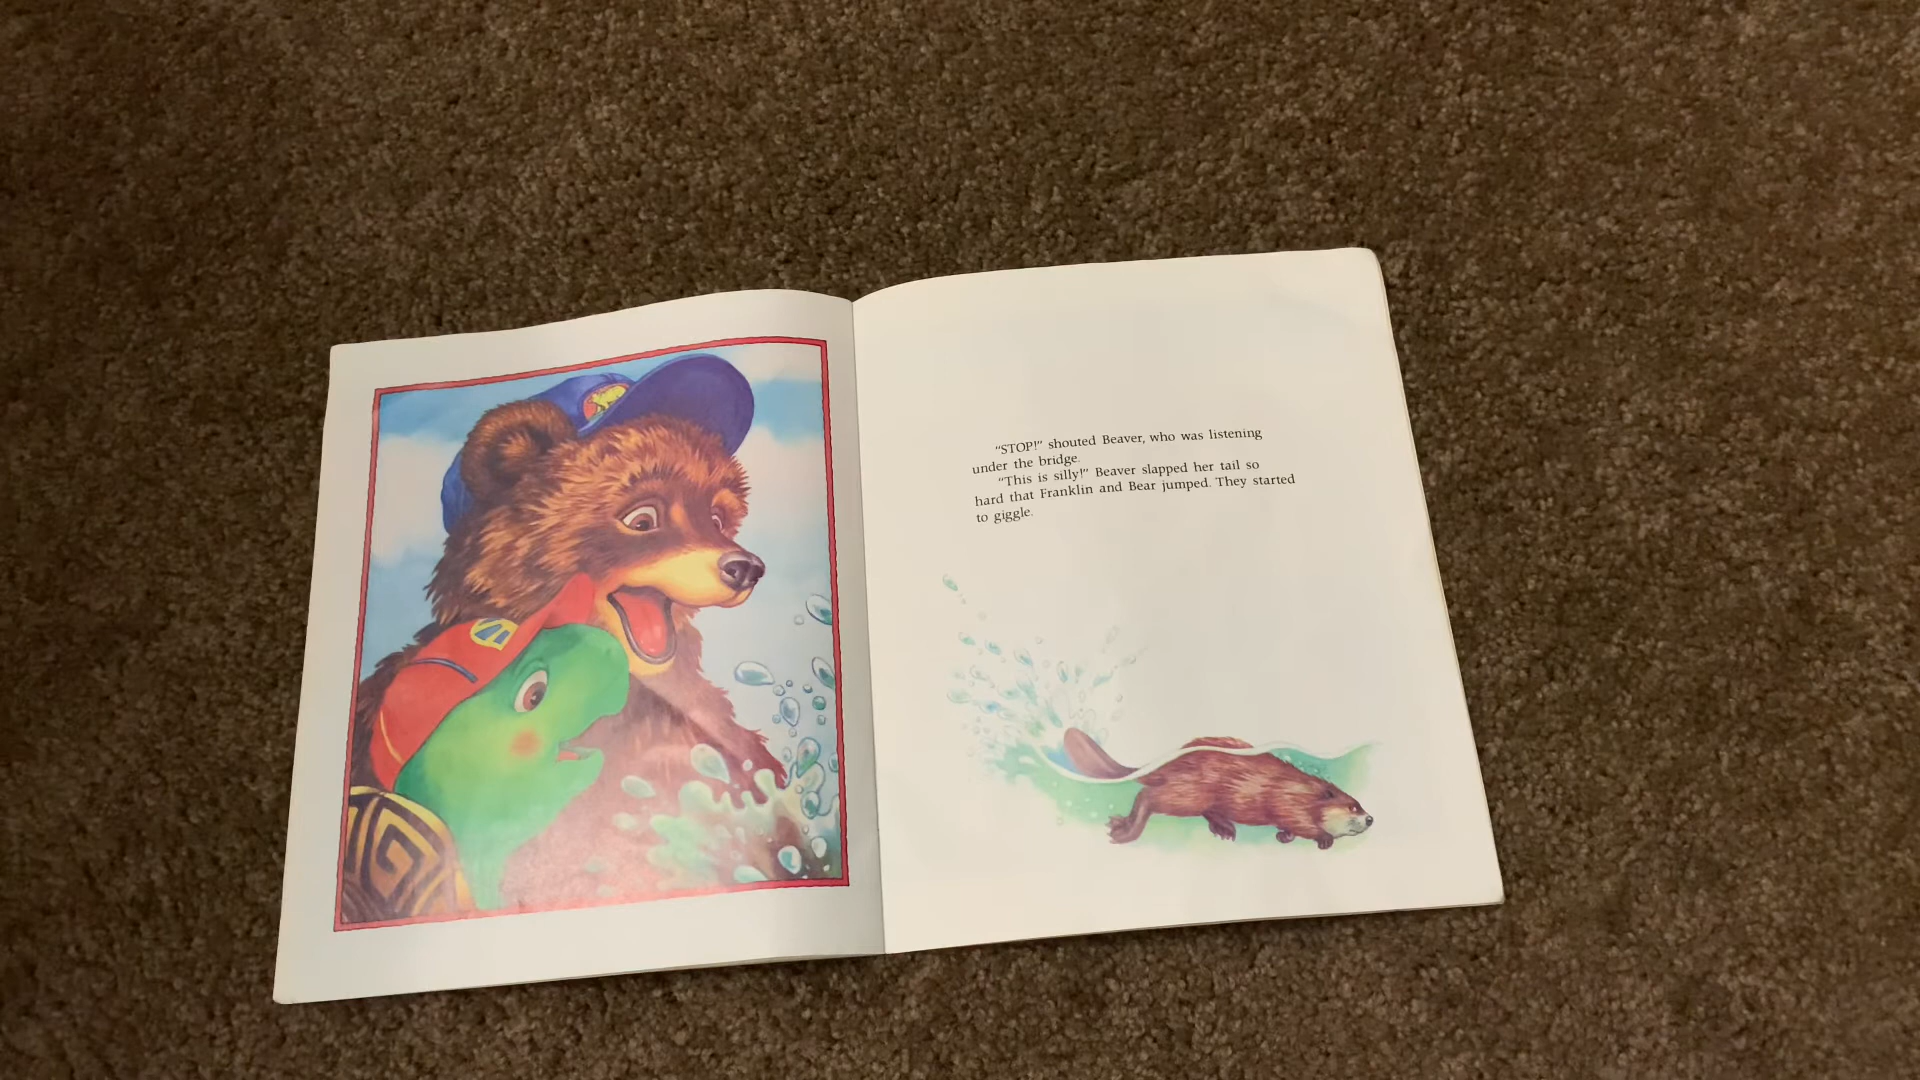 “STOP!” shouted Beaver, who was listening
under the bridge.
“This is silly!” Beaver slapped her tail so
hard that Franklin and Bear jumped. They started
to giggle.